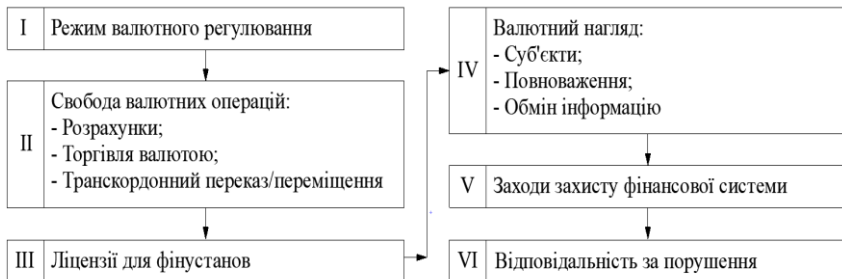 I Режим валютного регулювання
II
Свобода валютних операцій:
- Розрахунки;
- Торгівля валютою;
- Транскордонний переказ/переміщення
III Ліцензії для фінустанов
IV
Валютний нагляд:
- Суб'єкти;
- Повноваження;
- Обмін інформацію
V Заходи захисту фінансової системи
VI Відповідальність за порушення